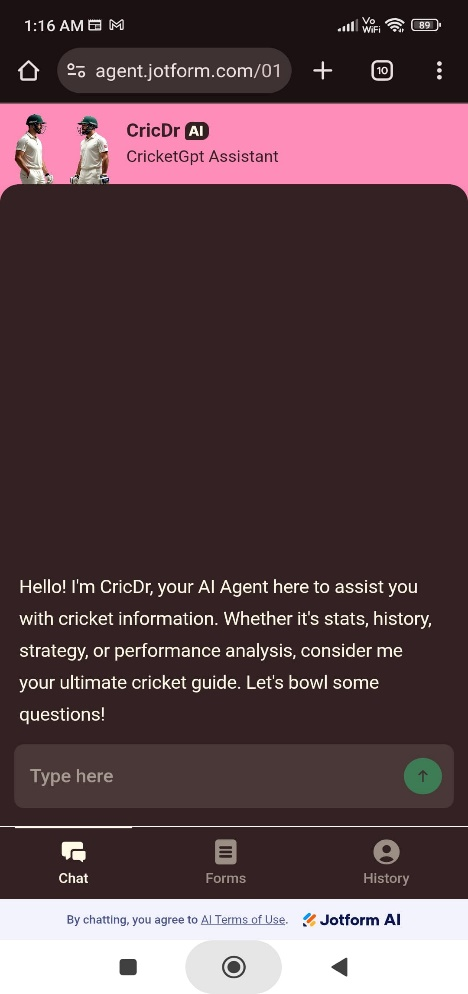 1:16 AM
Vo
WiFi
89
agent.jotform.com/01
10
CricDr AI
CricketGpt Assistant
Hello! I'm CricDr, your AI Agent here to assist you
with cricket information. Whether it's stats, history,
strategy, or performance analysis, consider me
your ultimate cricket guide. Let's bowl some
questions!
Type here
Chat
Forms
History
By chatting, you agree to AI Terms of Use.
Jotform AI